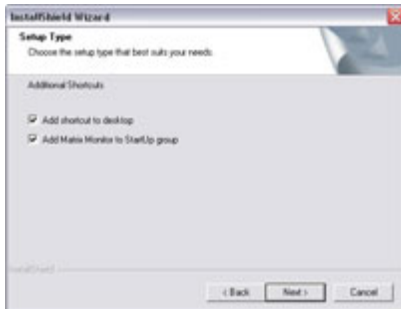 InstallShield Wizard
Setup Type
Choose the setup type that best suits your needs.
Additional Shortcuts
Add shortcut to desktop
Add Matrix Monitor to StartUp group
InstallShield
< Back
Next >
Cancel